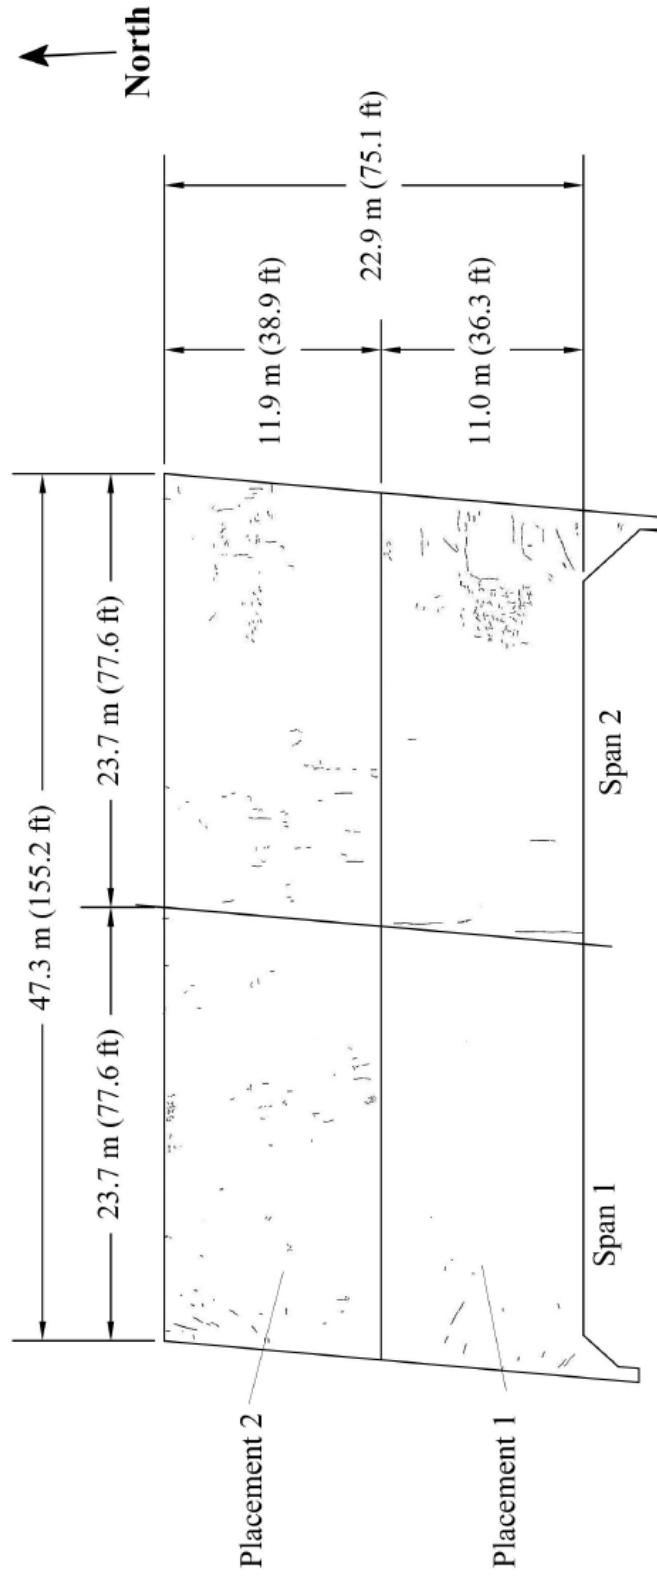 North
47.3 m (155.2 ft)
23.7 m (77.6 ft)
23.7 m (77.6 ft)
11.9 m (38.9 ft)
22.9 m (75.1 ft)
11.0 m (36.3 ft)
Placement 2
Placement 1
Span 1
Span 2